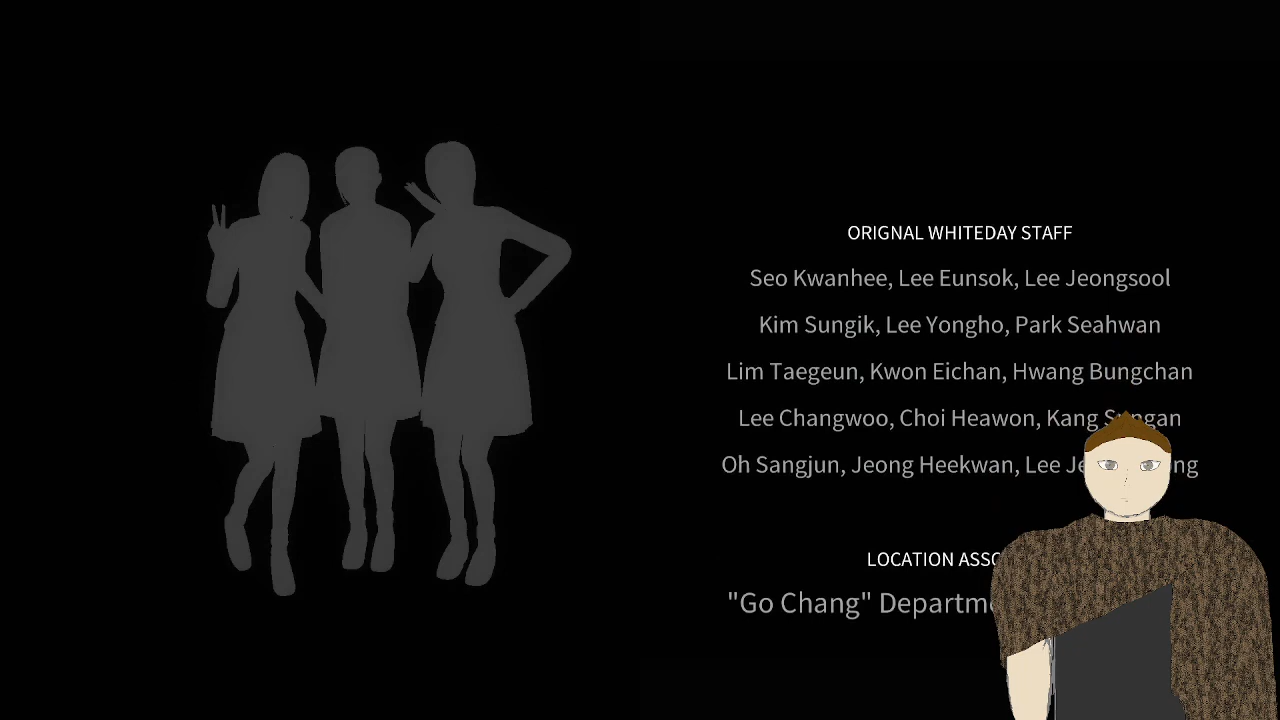 ORIGNAL WHITEDAY STAFF
Seo Kwanhee, Lee Eunsok, Lee Jeongsool
Kim Sungik, Lee Yongho, Park Seahwan
Lim Taegeun, Kwon Eichan, Hwang Bungchan
Lee Changwoo, Choi Heawon, Kang
Oh Sangjun, Jeong Heekwan, Lee
LOCATION
"Go Chang"